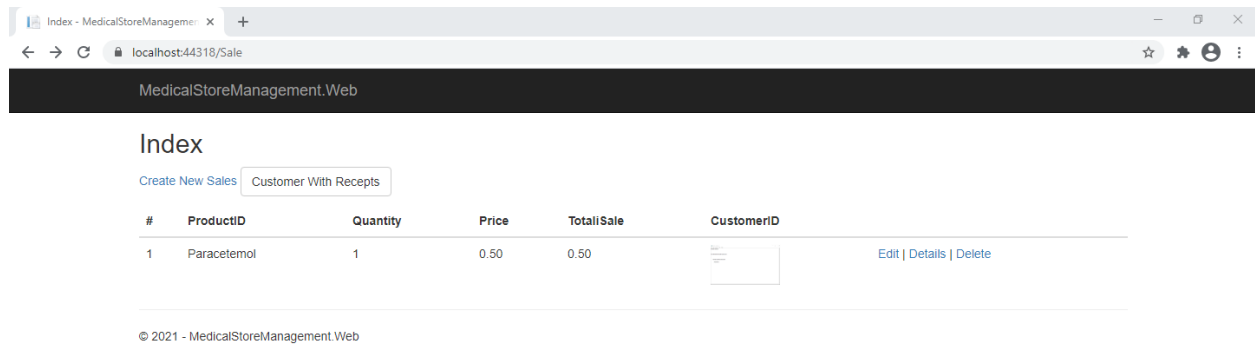 Index - MedicalStoreManagemen
localhost:44318/Sale
MedicalStoreManagement.Web
Index
Create New Sales Customer With Recepts
# ProductID Quantity Price TotaliSale CustomerID
1 Paracetemol 1 0.50 0.50 Edit | Details | Delete
© 2021 - MedicalStoreManagement.Web